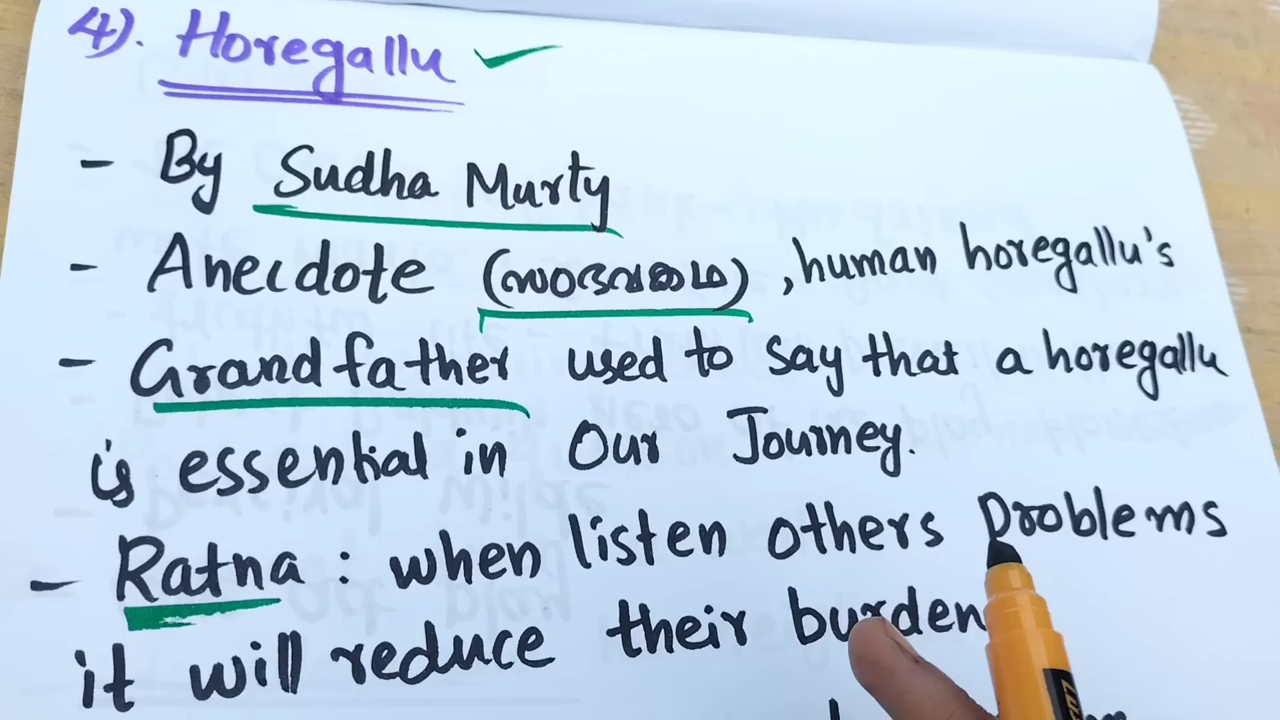 4). Horegallu
- By Sudha Murty
- Anecdote (സാരോപദേശ), human horegallu's
- Grandfather used to say that a horegallu
is essential in Our Journey.
- Ratna : when listen others Problems
it will reduce their burden